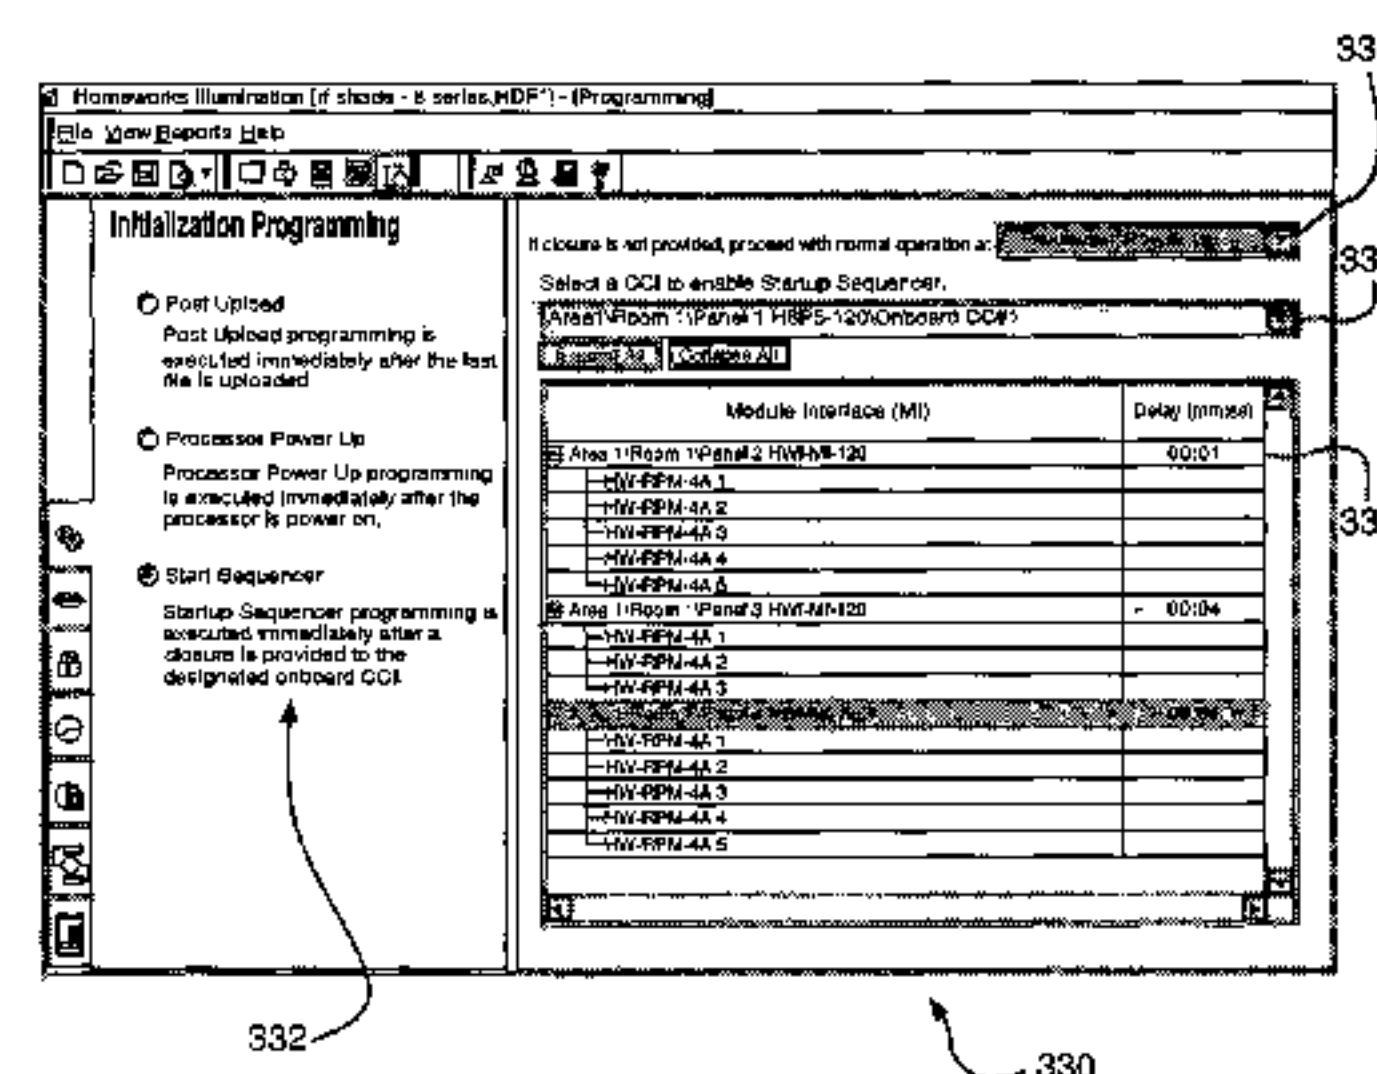 33
Homeworks Illumination [rf shade - 8 series.HDF*] - [Programming]
File View Reports Help
Initialization Programming
If closure is not provided, proceed with normal operation at:
33
Select a CCI to enable Startup Sequencer.
Post Upload
Area1\Room 1\Panel 1 H8P5-120\Onboard CCI#1
Post Upload programming is
executed immediately after the last
file is uploaded
Expand All Collapse All
Module Interface (MI) Delay (mm:ss)
Processor Power Up
Area 1\Room 1\Panel 2 HWI-MI-120 00:01
Processor Power Up programming
is executed immediately after the
processor is power on.
HW-RPM-4A 1
HW-RPM-4A 2
33
HW-RPM-4A 3
HW-RPM-4A 4
Start Sequencer
HW-RPM-4A 5
Area 1\Room 1\Panel 3 HWI-MI-120 00:04
Startup Sequencer programming is
executed immediately after a
closure is provided to the
designated onboard CCI.
HW-RPM-4A 1
HW-RPM-4A 2
HW-RPM-4A 3
HW-RPM-4A 1
HW-RPM-4A 2
HW-RPM-4A 3
HW-RPM-4A 4
HW-RPM-4A 5
332
330